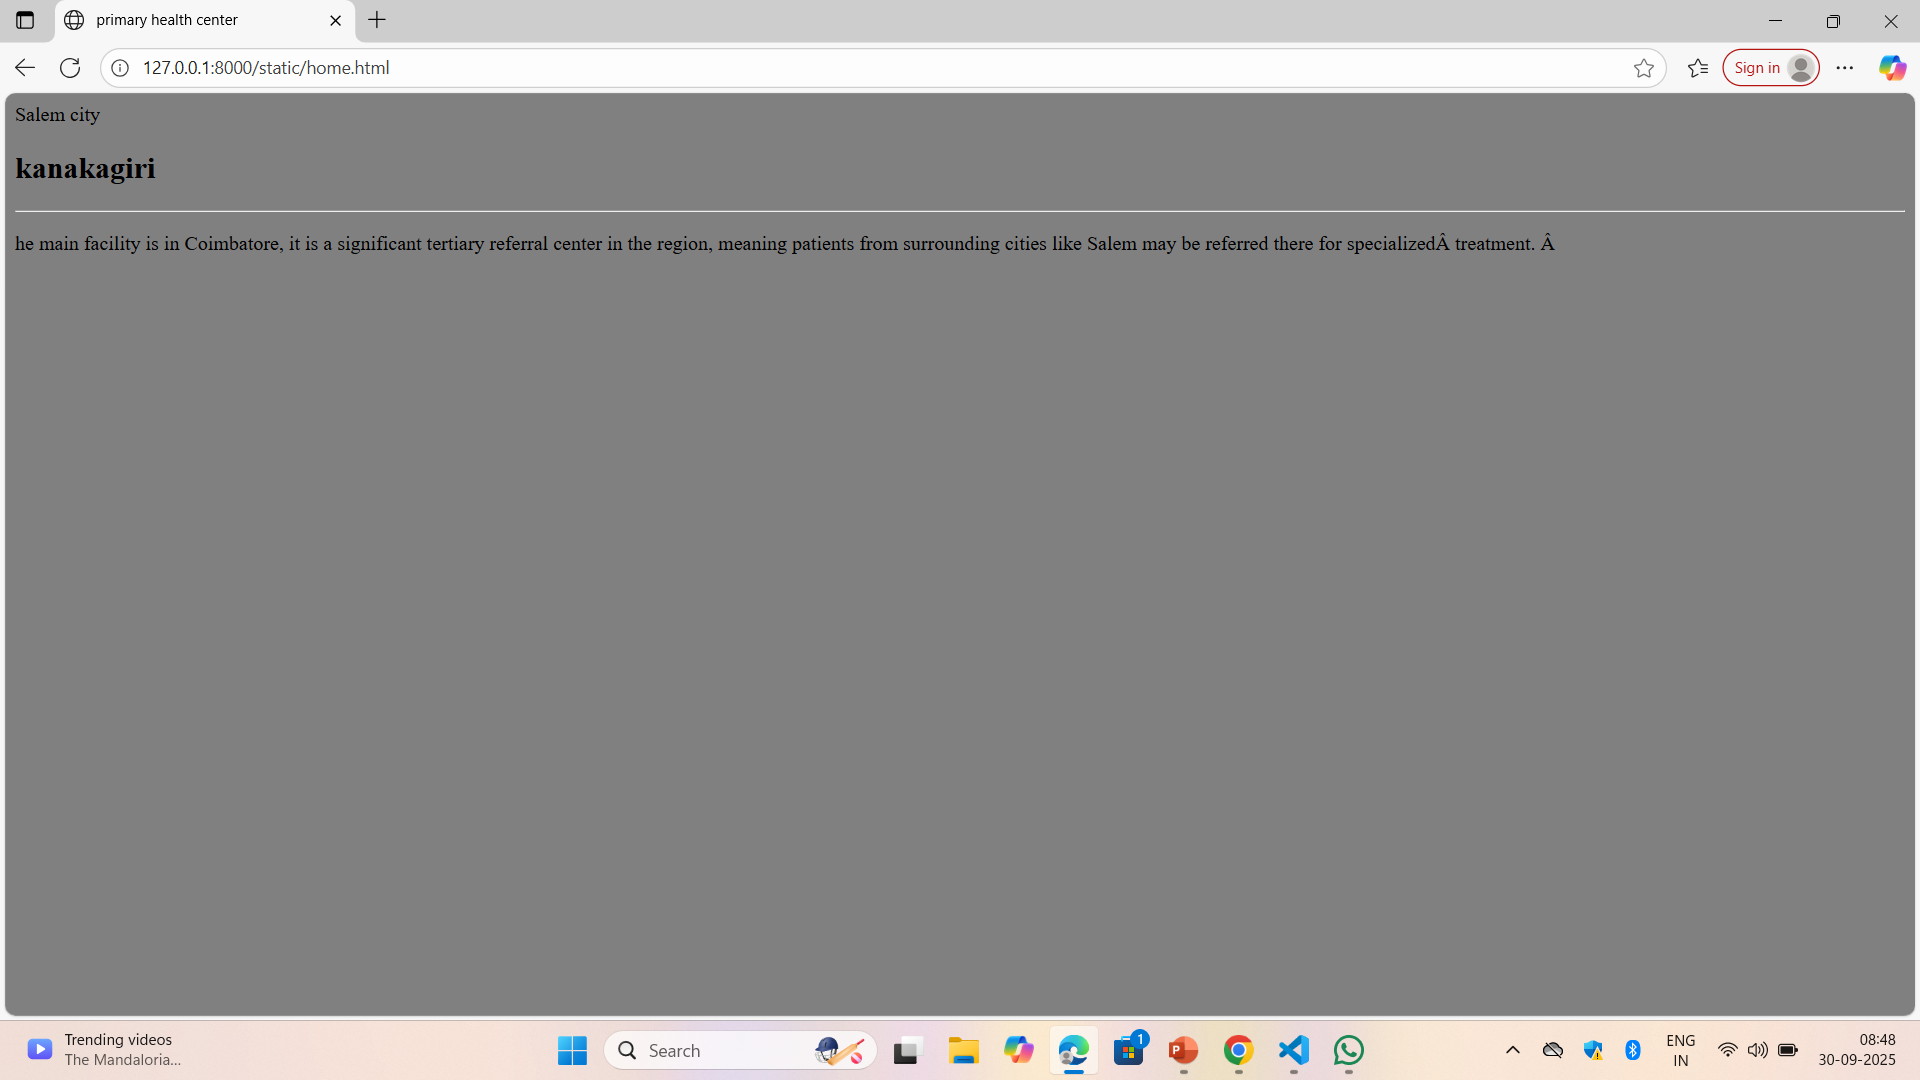 primary health center
127.0.0.1:8000/static/home.html
Sign in
Salem city
kanakagiri
he main facility is in Coimbatore, it is a significant tertiary referral center in the region, meaning patients from surrounding cities like Salem may be referred there for specializedÂ treatment. Â
Trending videos
The Mandaloria...
Search
1
P
ENG
IN
08:48
30-09-2025